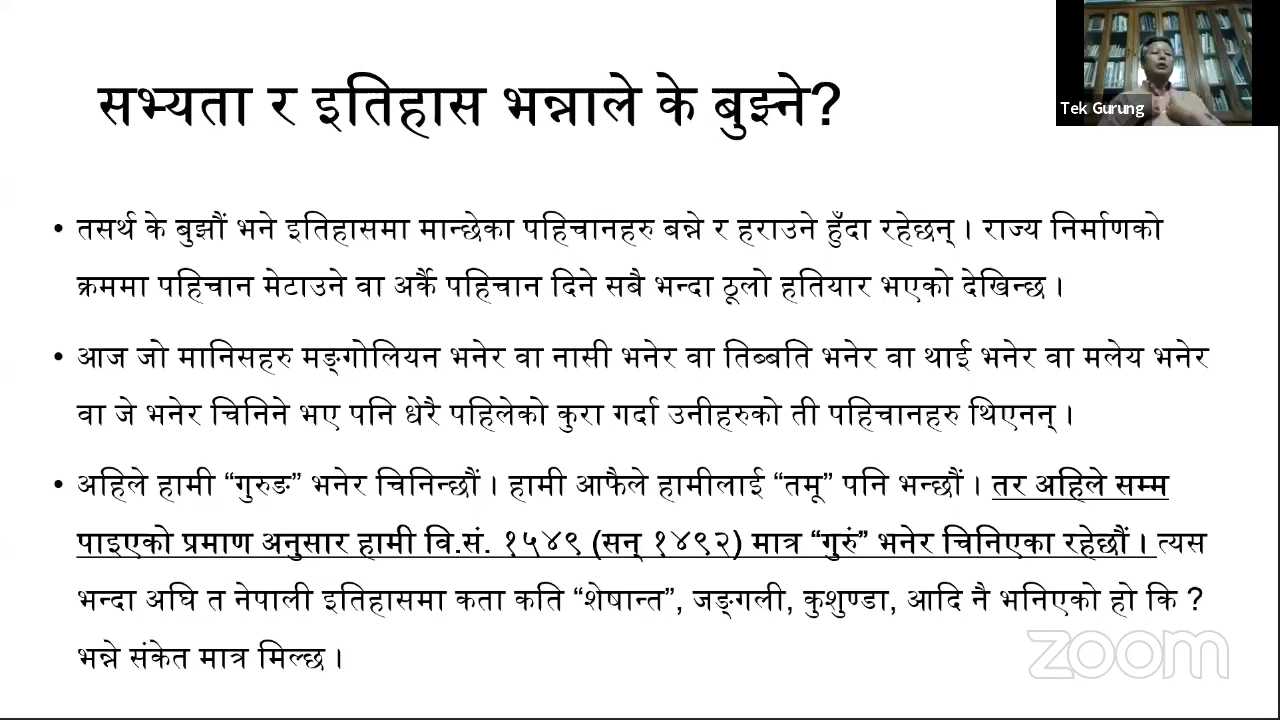 सभ्यता र इतिहास भन्नाले के बुझ्ने?
Tek Gurung
• तसर्थ के बुझौं भने इतिहासमा मान्छेका पहिचानहरु बन्ने र हराउने हुँदा रहेछन् । राज्य निर्माणको
क्रममा पहिचान मेटाउने वा अर्कै पहिचान दिने सबै भन्दा ठूलो हतियार भएको देखिन्छ ।
• आज जो मानिसहरु मङ्गोलियन भनेर वा नासी भनेर वा तिब्बति भनेर वा थाई भनेर वा मलेय भनेर
वा जे भनेर चिनिने भए पनि धेरै पहिलेको कुरा गर्दा उनीहरुको ती पहिचानहरु थिएनन् ।
• अहिले हामी “गुरुङ” भनेर चिनिन्छौं । हामी आफैले हामीलाई “तमू” पनि भन्छौं । तर अहिले सम्म
पाइएको प्रमाण अनुसार हामी वि.सं. १५४९ (सन् १४९२) मात्र “गुरुं” भनेर चिनिएका रहेछौं । त्यस
भन्दा अघि त नेपाली इतिहासमा कता कति “शेषान्त”, जङ्गली, कुशुण्डा, आदि नै भनिएको हो कि ?
भन्ने संकेत मात्र मिल्छ ।
zoom